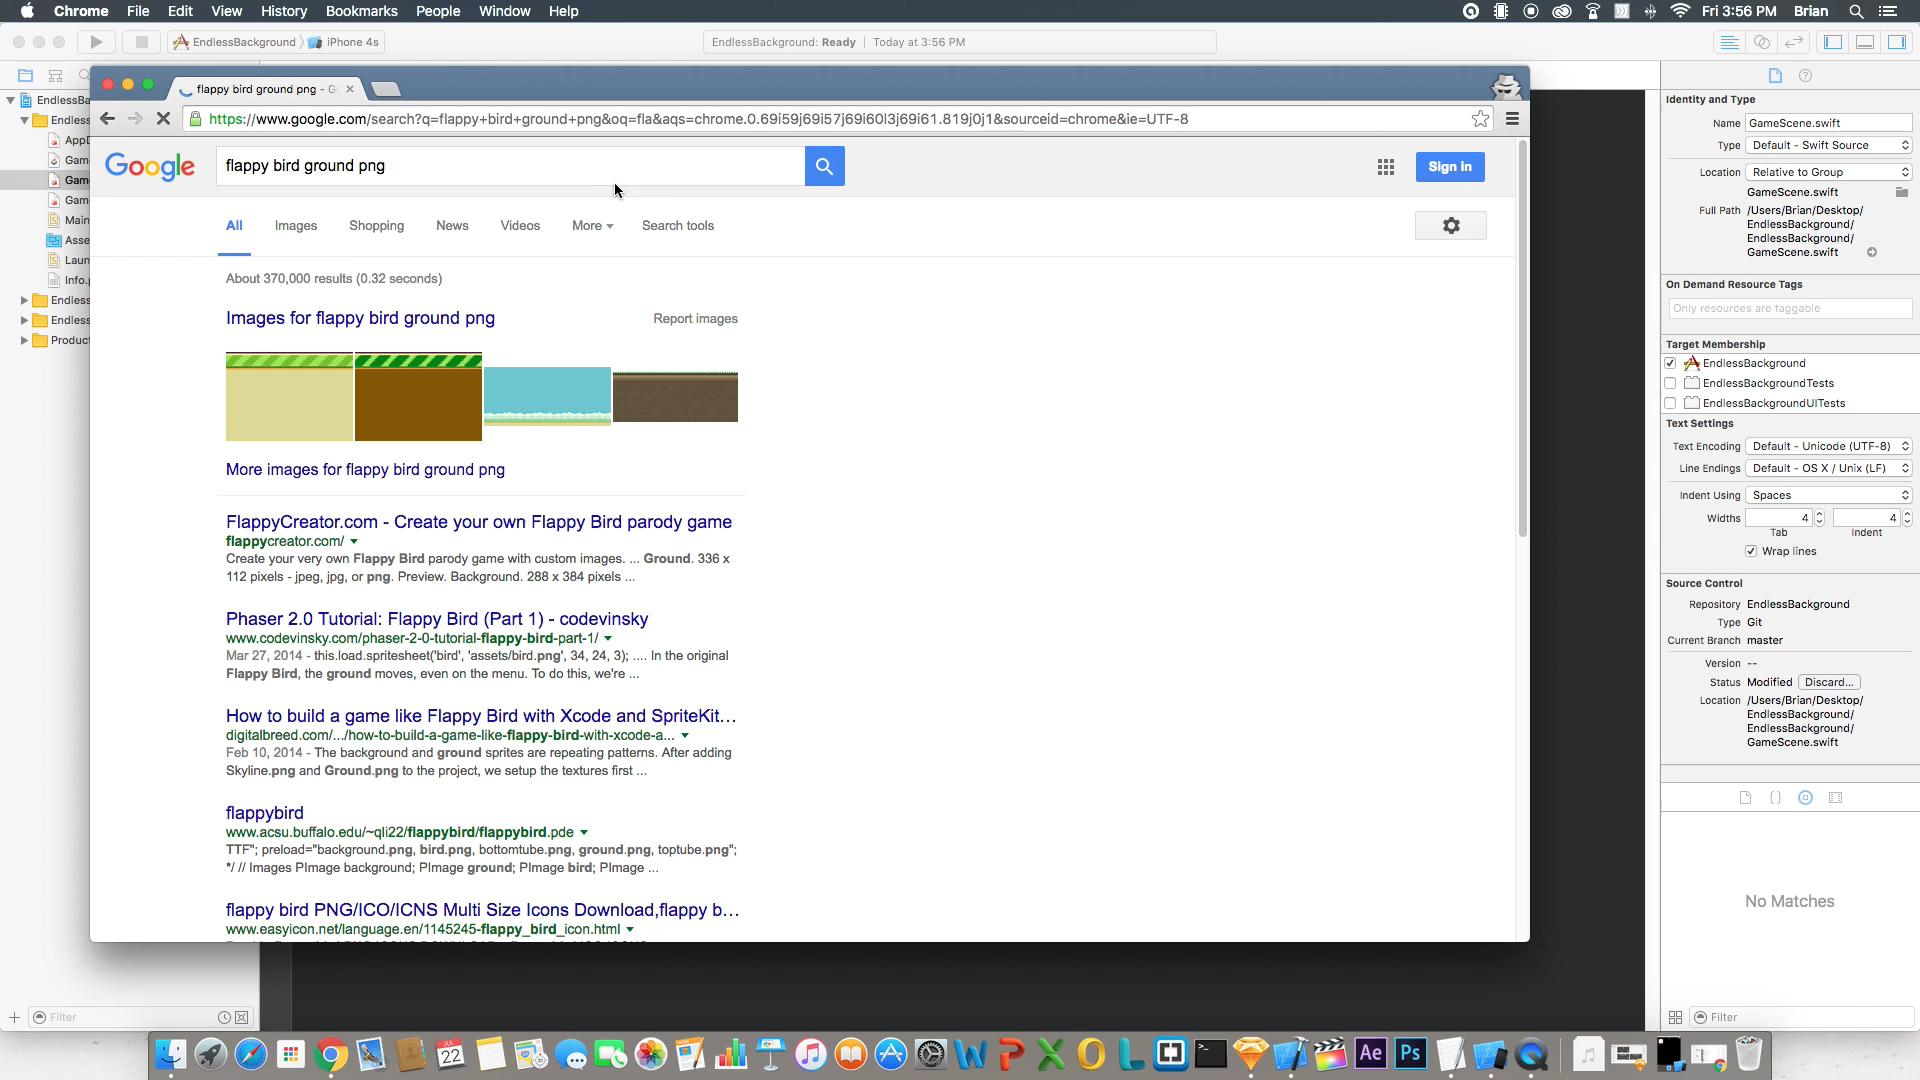 Chrome File Edit View History Bookmarks People Window Help
Fri 3:56 PM Brian
EndlessBackground iPhone 4s
EndlessBackground: Ready Today at 3:56 PM
flappy bird ground png - G
https://www.google.com/search?q=flappy+bird+ground+png&oq=fla&aqs=chrome.0.69i59j69i57j69i60l3j69i61.819j0j1&sourceid=chrome&ie=UTF-8
Google
flappy bird ground png
Sign in
All Images Shopping News Videos More Search tools
About 370,000 results (0.32 seconds)
Images for flappy bird ground png
Report images
More images for flappy bird ground png
FlappyCreator.com - Create your own Flappy Bird parody game
flappycreator.com/
Create your very own Flappy Bird parody game with custom images. ... Ground. 336 x
112 pixels - jpeg, jpg, or png. Preview. Background. 288 x 384 pixels ...
Phaser 2.0 Tutorial: Flappy Bird (Part 1) - codevinsky
www.codevinsky.com/phaser-2-0-tutorial-flappy-bird-part-1/
Mar 27, 2014 - this.load.spritesheet('bird', 'assets/bird.png', 34, 24, 3); .... In the original
Flappy Bird, the ground moves, even on the menu. To do this, we're ...
How to build a game like Flappy Bird with Xcode and SpriteKit...
digitalbreed.com/.../how-to-build-a-game-like-flappy-bird-with-xcode-a...
Feb 10, 2014 - The background and ground sprites are repeating patterns. After adding
Skyline.png and Ground.png to the project, we setup the textures first ...
flappybird
www.acsu.buffalo.edu/~qli22/flappybird/flappybird.pde
TTF"; preload="background.png, bird.png, bottomtube.png, ground.png, toptube.png";
*/ // Images PImage background; PImage ground; PImage bird; PImage ...
flappy bird PNG/ICO/ICNS Multi Size Icons Download,flappy b...
www.easyicon.net/language.en/1145245-flappy_bird_icon.html
EndlessBa
Endless
AppD
Gam
Gam
Gam
Main
Asse
Laun
Info.p
Endless
Endless
Produc
Filter
Identity and Type
Name GameScene.swift
Type Default - Swift Source
Location Relative to Group
GameScene.swift
Full Path /Users/Brian/Desktop/
EndlessBackground/
EndlessBackground/
GameScene.swift
On Demand Resource Tags
Only resources are taggable
Target Membership
EndlessBackground
EndlessBackgroundTests
EndlessBackgroundUITests
Text Settings
Text Encoding Default - Unicode (UTF-8)
Line Endings Default - OS X / Unix (LF)
Indent Using Spaces
Widths 4 4
Tab Indent
Wrap lines
Source Control
Repository EndlessBackground
Type Git
Current Branch master
Version --
Status Modified Discard...
Location /Users/Brian/Desktop/
EndlessBackground/
EndlessBackground/
GameScene.swift
No Matches
Filter
JUL
22
Ae
Ps